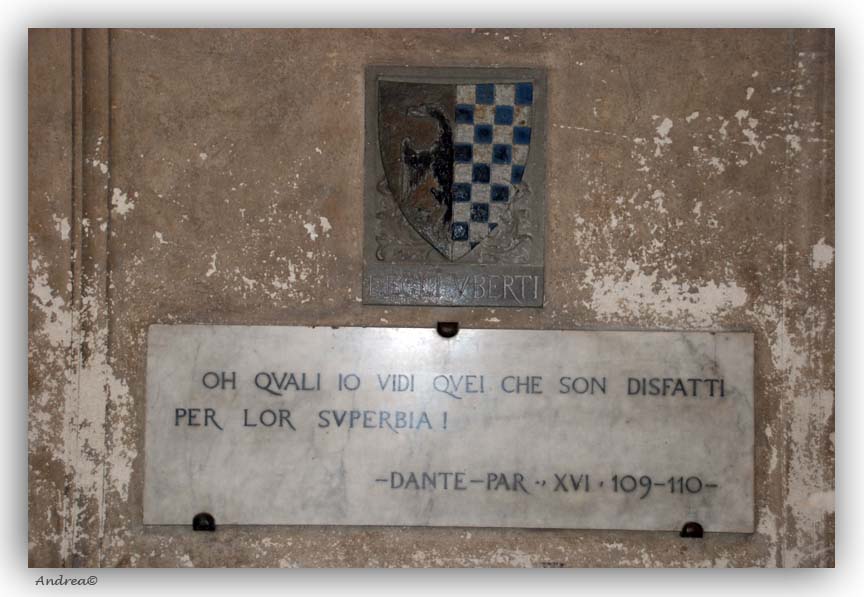 VBERTI
OH QVALI IO VIDI QVEI CHE SON DISFATTI
PER LOR SVPERBIA!
-DANTE-PAR., XVI, 109-110-
Andrea©